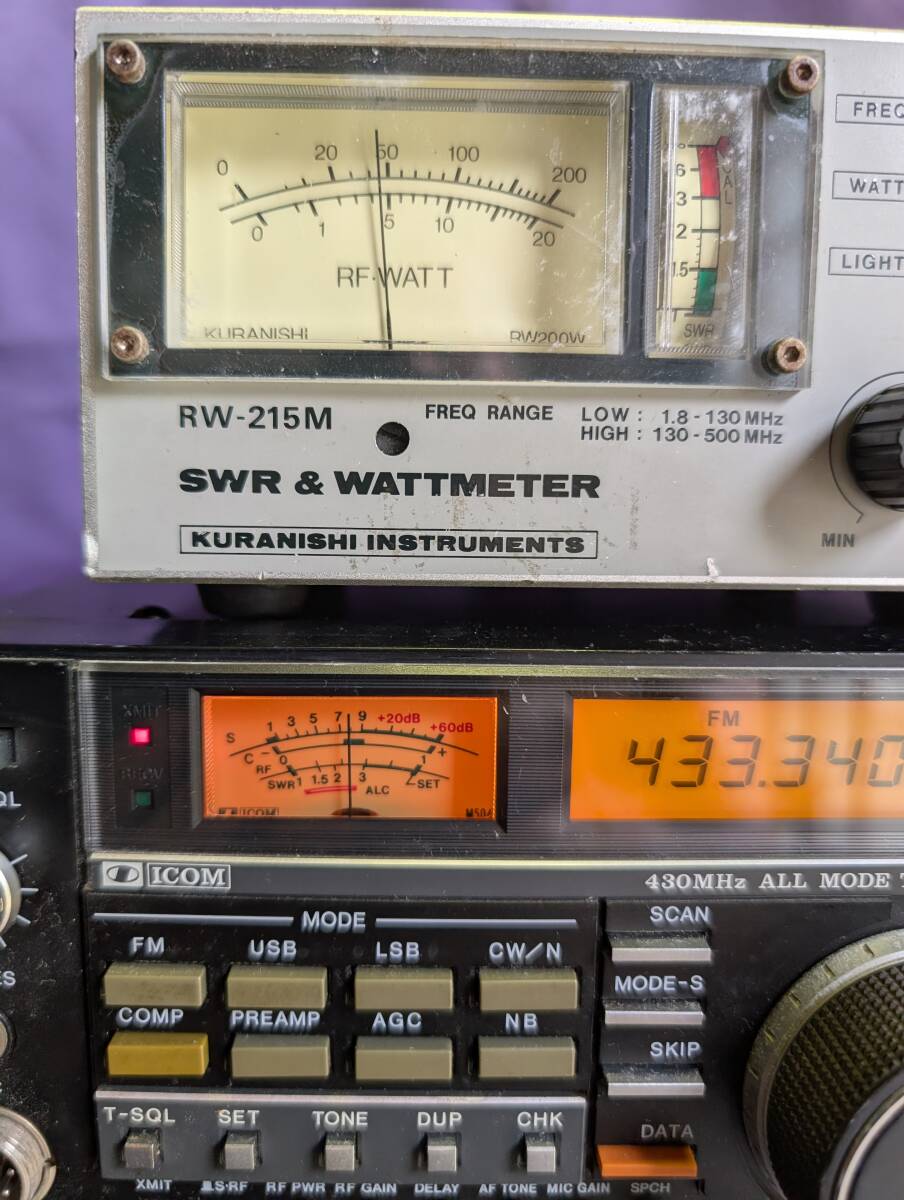 0 20 50 100 200
0 1 5 10 20
RF·WATT
KURANISHI RW200W
6
3
2
1.5
1
SWR
FREQ
WATT
LIGHT
RW-215M
FREQ RANGE LOW : 1.8 - 130 MHz
HIGH : 130 - 500 MHz
SWR & WATTMETER
KURANISHI INSTRUMENTS
MIN
XMIT
RECV
S 1 3 5 7 9 +20dB +60dB
C - +
RF 0 1
SWR 1 1.5 2 3 ALC SET
ICOM
FM
433.340
ICOM
430MHz ALL MODE
MODE
FM USB LSB CW/N
COMP PREAMP AGC NB
SCAN
MODE-S
SKIP
DATA
SPCH
T-SQL SET TONE DUP CHK
XMIT S·RF RF PWR RF GAIN DELAY AF TONE MIC GAIN